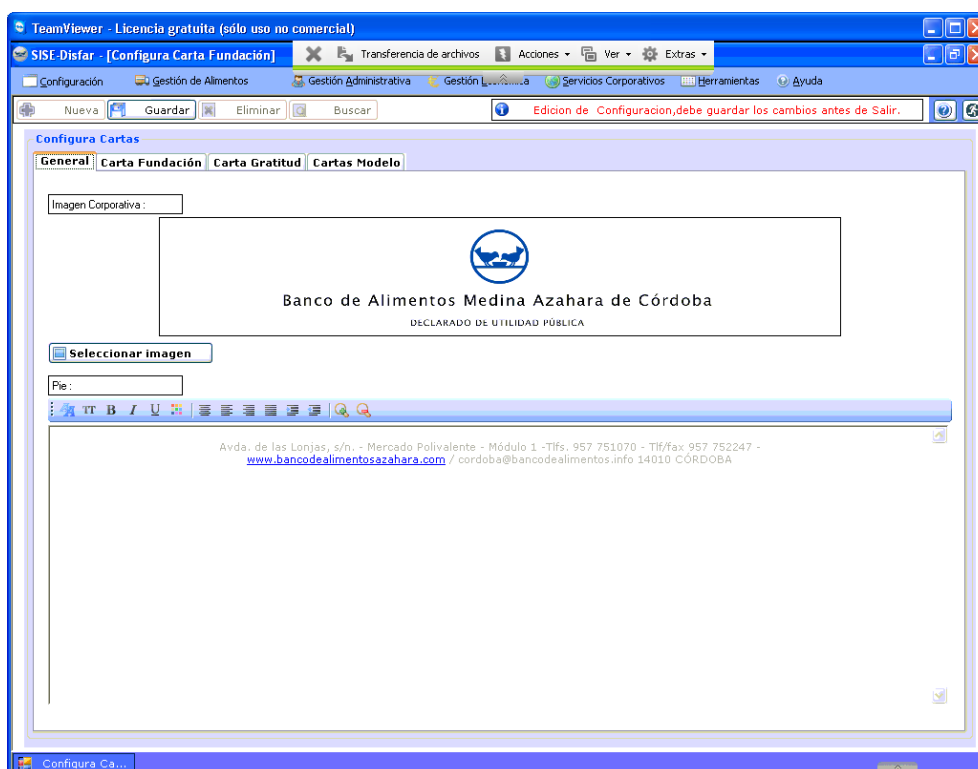 TeamViewer - Licencia gratuita (sólo uso no comercial)
SISE-Disfar - [Configura Carta Fundación]
Transferencia de archivos Acciones Ver Extras
Configuración Gestión de Alimentos Gestión Administrativa Gestión Servicios Corporativos Herramientas Ayuda
Nueva Guardar Eliminar Buscar Edicion de Configuracion,debe guardar los cambios antes de Salir.
Configura Cartas
General Carta Fundación Carta Gratitud Cartas Modelo
Imagen Corporativa :
Banco de Alimentos Medina Azahara de Córdoba
DECLARADO DE UTILIDAD PÚBLICA
Seleccionar imagen
Pie :
TT B I U
Avda. de las Lonjas, s/n. - Mercado Polivalente - Módulo 1 -Tlfs. 957 751070 - Tlf/fax 957 752247 -
www.bancodealimentosazahara.com / cordoba@bancodealimentos.info 14010 CÓRDOBA
Configura Ca...